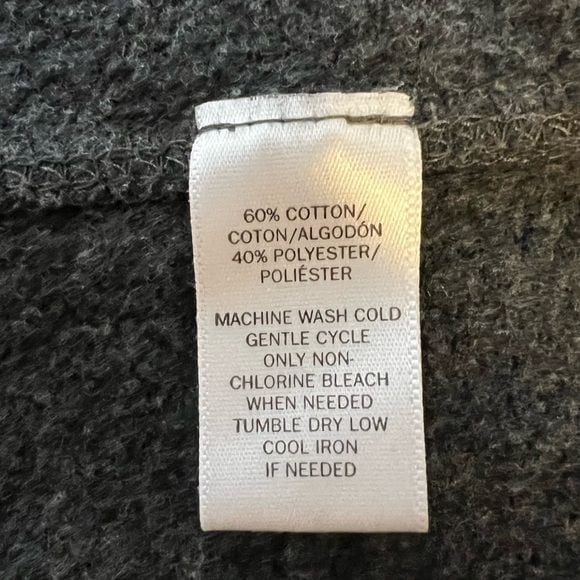 60% COTTON/
COTON/ALGODÓN
40% POLYESTER/
POLIÉSTER
MACHINE WASH COLD
GENTLE CYCLE
ONLY NON-
CHLORINE BLEACH
WHEN NEEDED
TUMBLE DRY LOW
COOL IRON
IF NEEDED